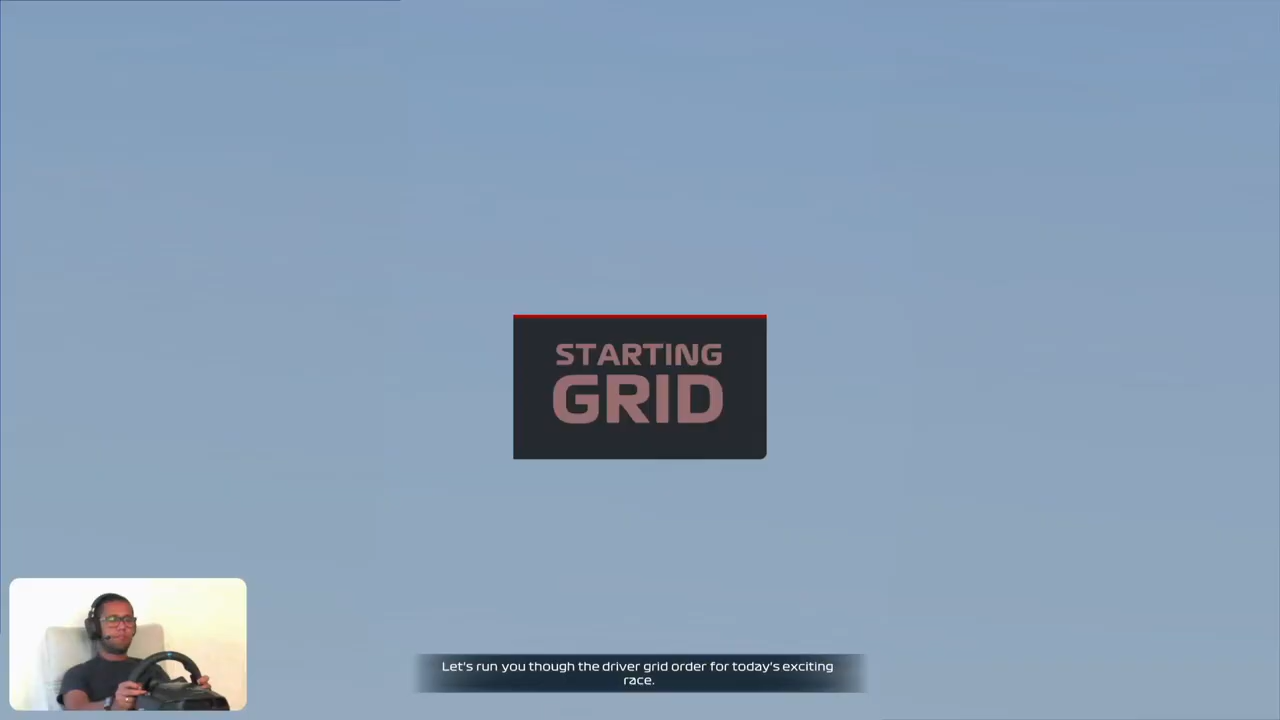 STARTING
GRID
Let's run you though the driver grid order for today's exciting
race.